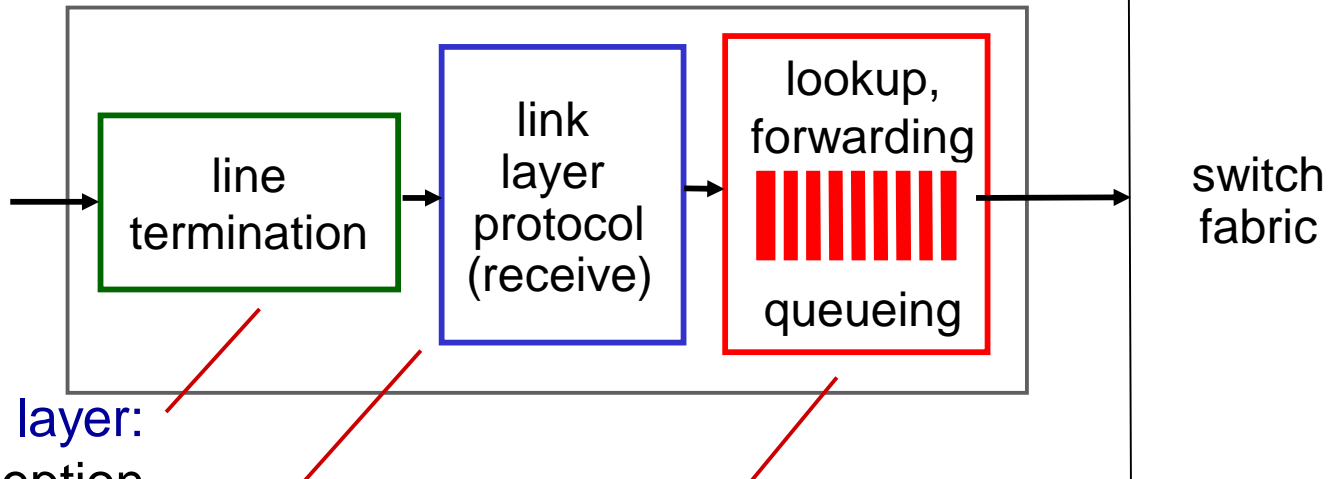 line
termination
link
layer
protocol
(receive)
lookup,
forwarding
queueing
switch
fabric
layer: